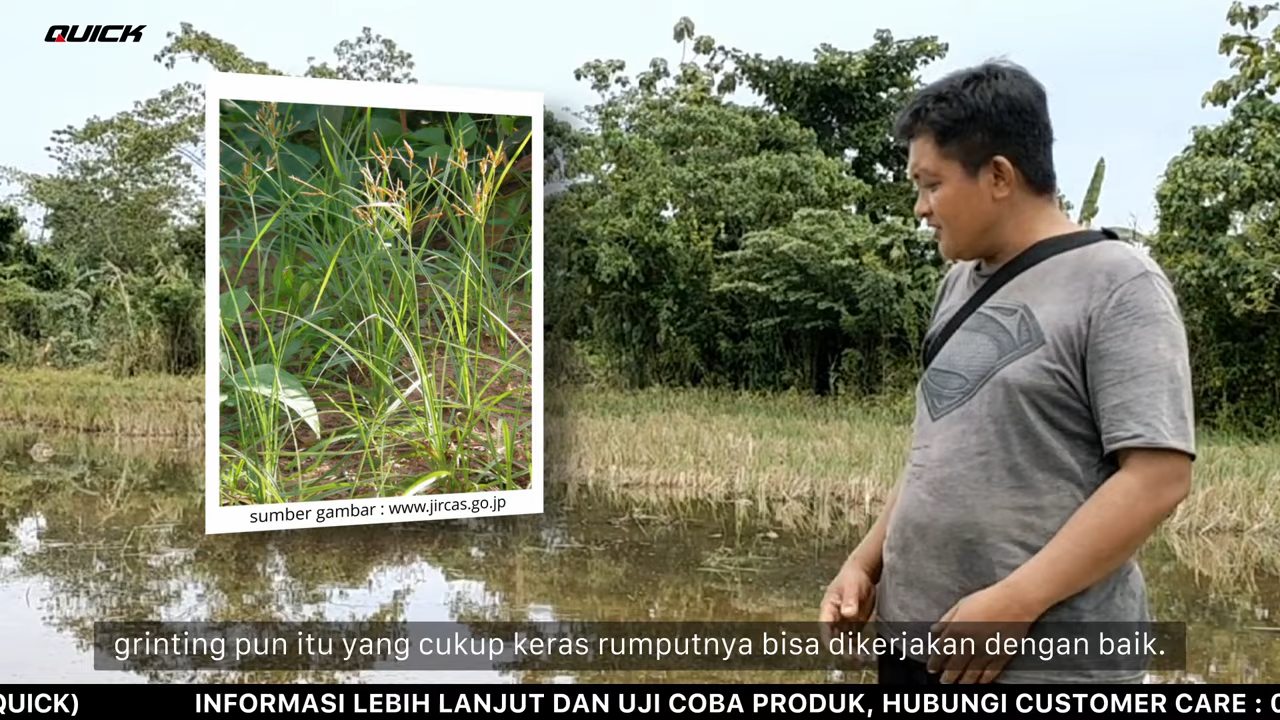 QUICK
sumber gambar : www.jircas.go.jp
grinting pun itu yang cukup keras rumputnya bisa dikerjakan dengan baik.
QUICK) INFORMASI LEBIH LANJUT DAN UJI COBA PRODUK, HUBUNGI CUSTOMER CARE :